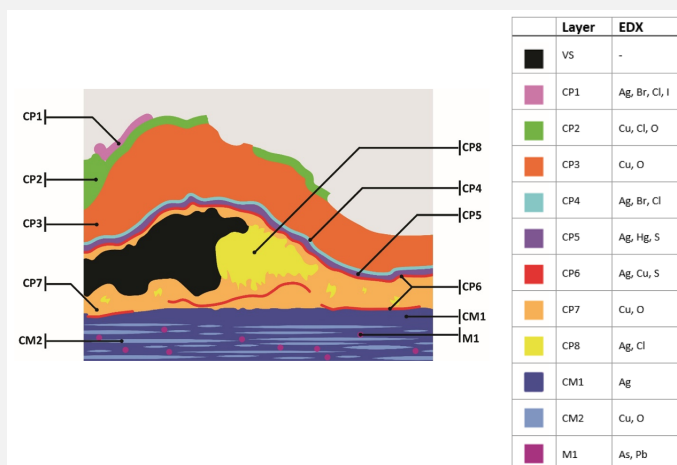 CP1
CP2
CP3
CP7
CM2
CP8
CP4
CP5
CP6
CM1
M1
Layer EDX
VS -
CP1 Ag, Br, Cl, I
CP2 Cu, Cl, O
CP3 Cu, O
CP4 Ag, Br, Cl
CP5 Ag, Hg, S
CP6 Ag, Cu, S
CP7 Cu, O
CP8 Ag, Cl
CM1 Ag
CM2 Cu, O
M1 As, Pb